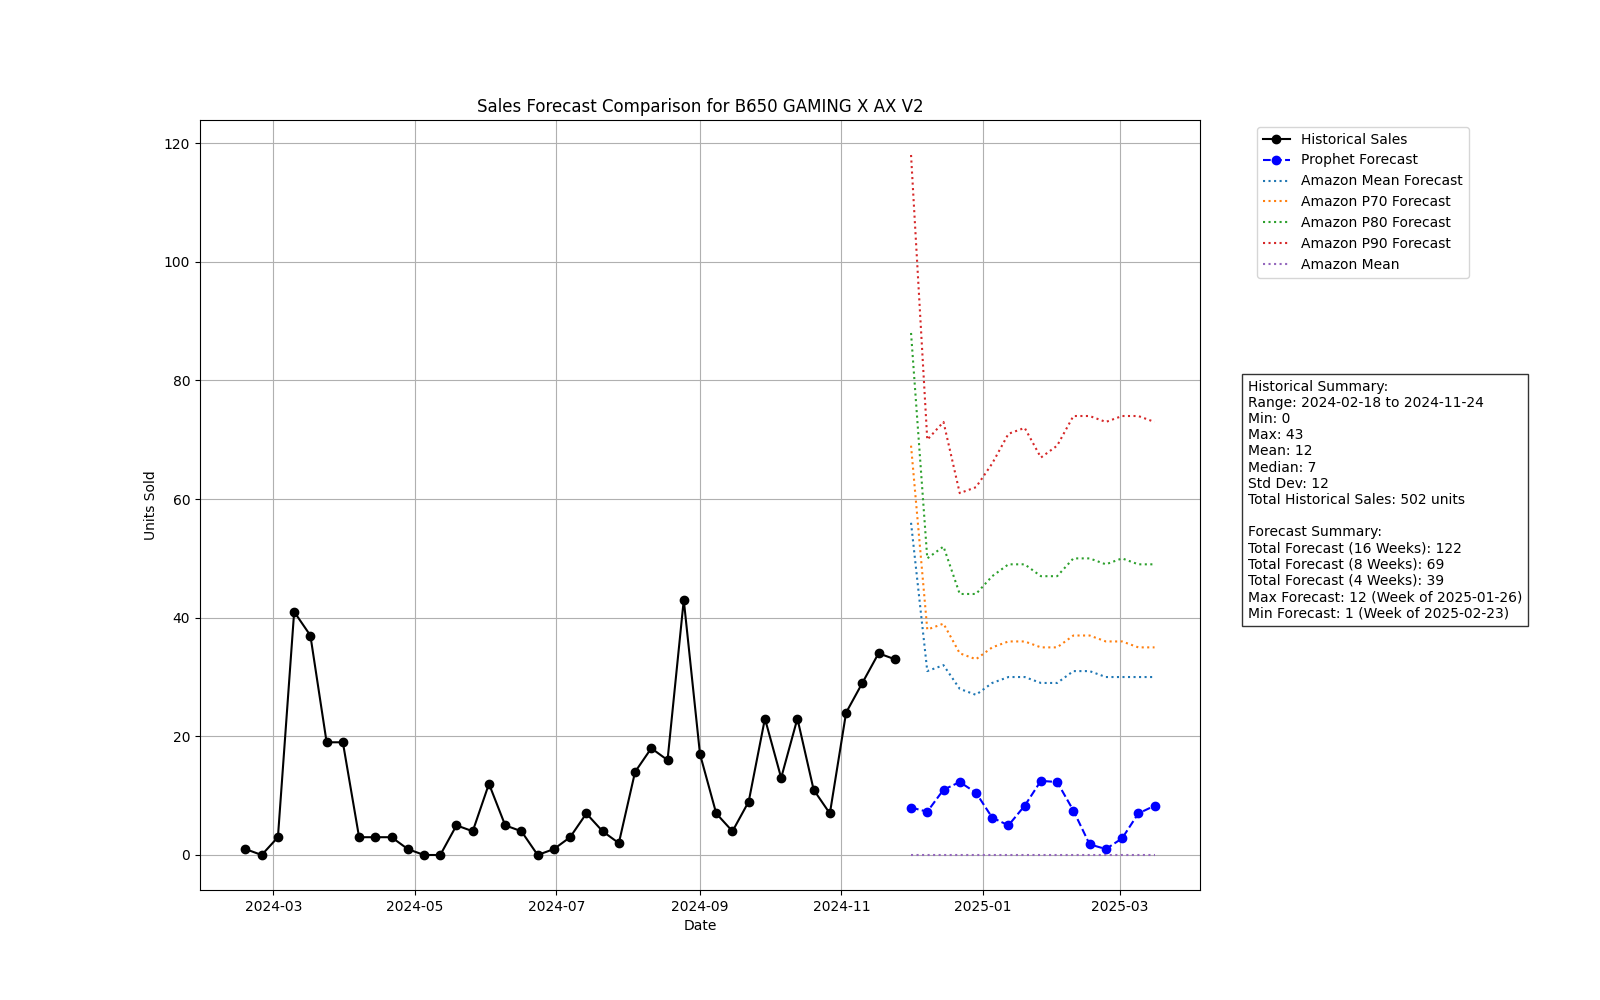 Sales Forecast Comparison for B650 GAMING X AX V2
120
100
80
60
40
20
0
Units Sold
2024-03
2024-05
2024-07
2024-09
2024-11
2025-01
2025-03
Date
Historical Sales
Prophet Forecast
Amazon Mean Forecast
Amazon P70 Forecast
Amazon P80 Forecast
Amazon P90 Forecast
Amazon Mean
Historical Summary:
Range: 2024-02-18 to 2024-11-24
Min: 0
Max: 43
Mean: 12
Median: 7
Std Dev: 12
Total Historical Sales: 502 units
Forecast Summary:
Total Forecast (16 Weeks): 122
Total Forecast (8 Weeks): 69
Total Forecast (4 Weeks): 39
Max Forecast: 12 (Week of 2025-01-26)
Min Forecast: 1 (Week of 2025-02-23)